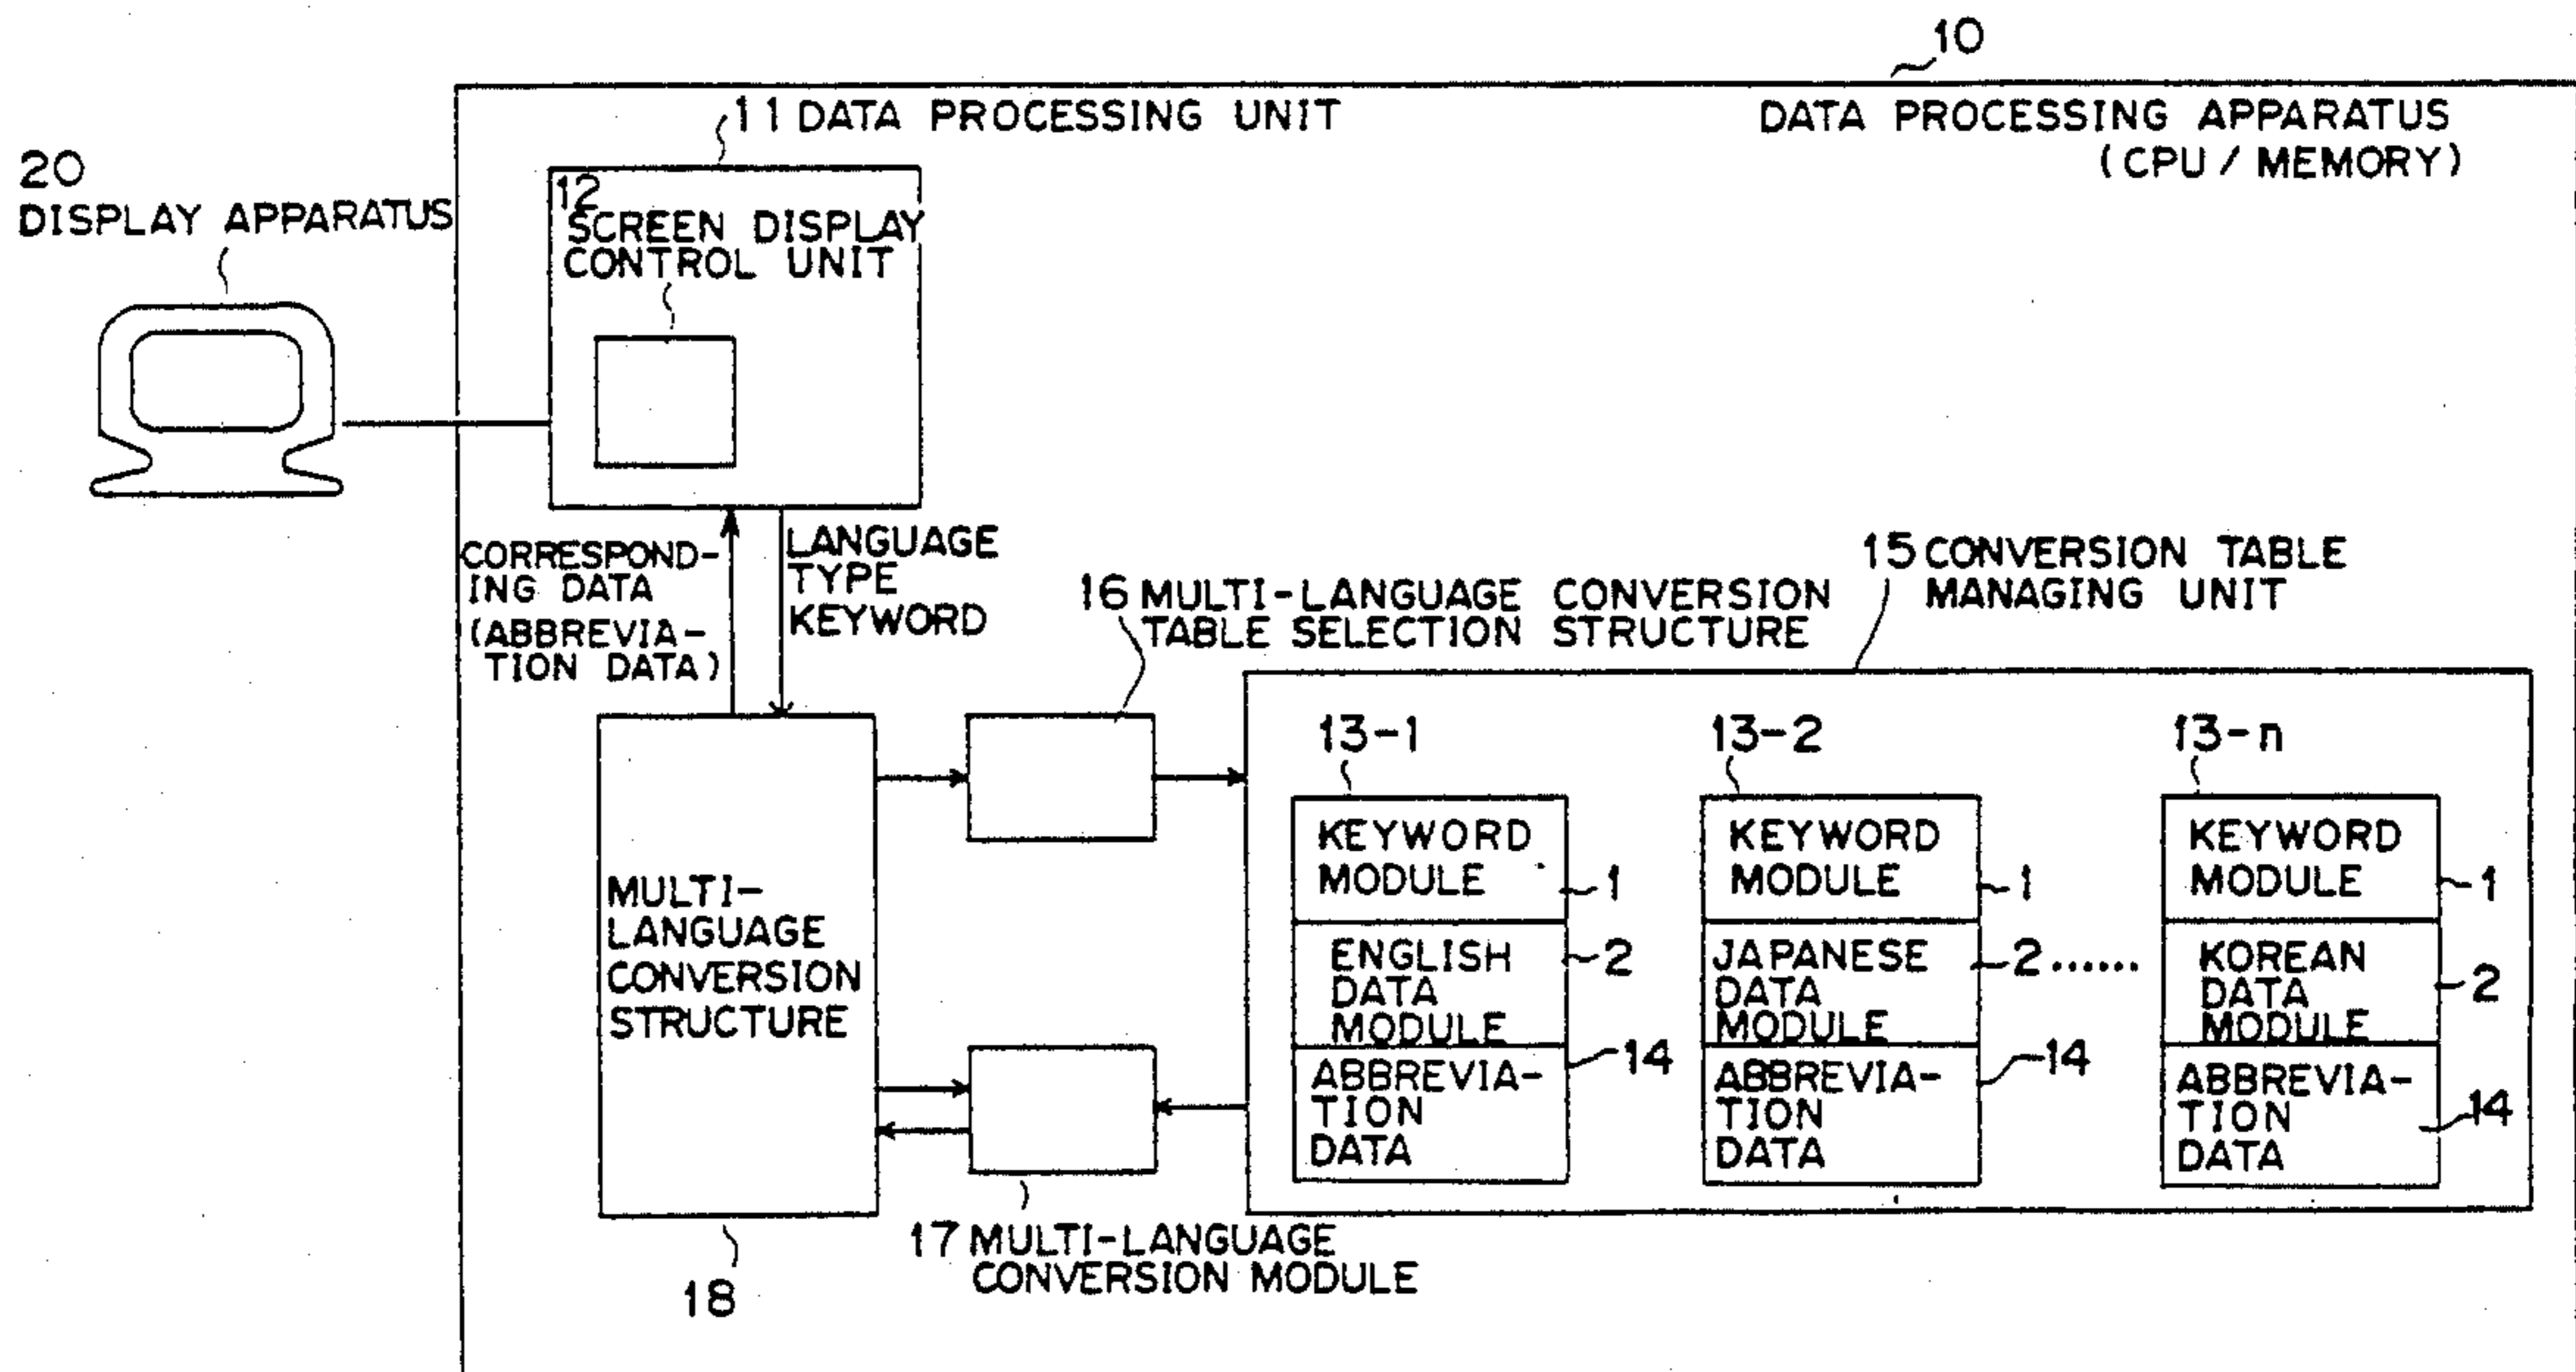 10
DATA PROCESSING APPARATUS
(CPU / MEMORY)
11 DATA PROCESSING UNIT
20
DISPLAY APPARATUS
12
SCREEN DISPLAY
CONTROL UNIT
CORRESPOND-
ING DATA
(ABBREVIA-
TION DATA)
LANGUAGE
TYPE
KEYWORD
16 MULTI-LANGUAGE CONVERSION
TABLE SELECTION STRUCTURE
15 CONVERSION TABLE
MANAGING UNIT
MULTI-
LANGUAGE
CONVERSION
STRUCTURE
18
17 MULTI-LANGUAGE
CONVERSION MODULE
13-1
KEYWORD
MODULE
1
ENGLISH
DATA
MODULE
2
ABBREVIA-
TION
DATA
14
13-2
KEYWORD
MODULE
1
JAPANESE
DATA
MODULE
2 ......
ABBREVIA-
TION
DATA
14
13-n
KEYWORD
MODULE
1
KOREAN
DATA
MODULE
2
ABBREVIA-
TION
DATA
14